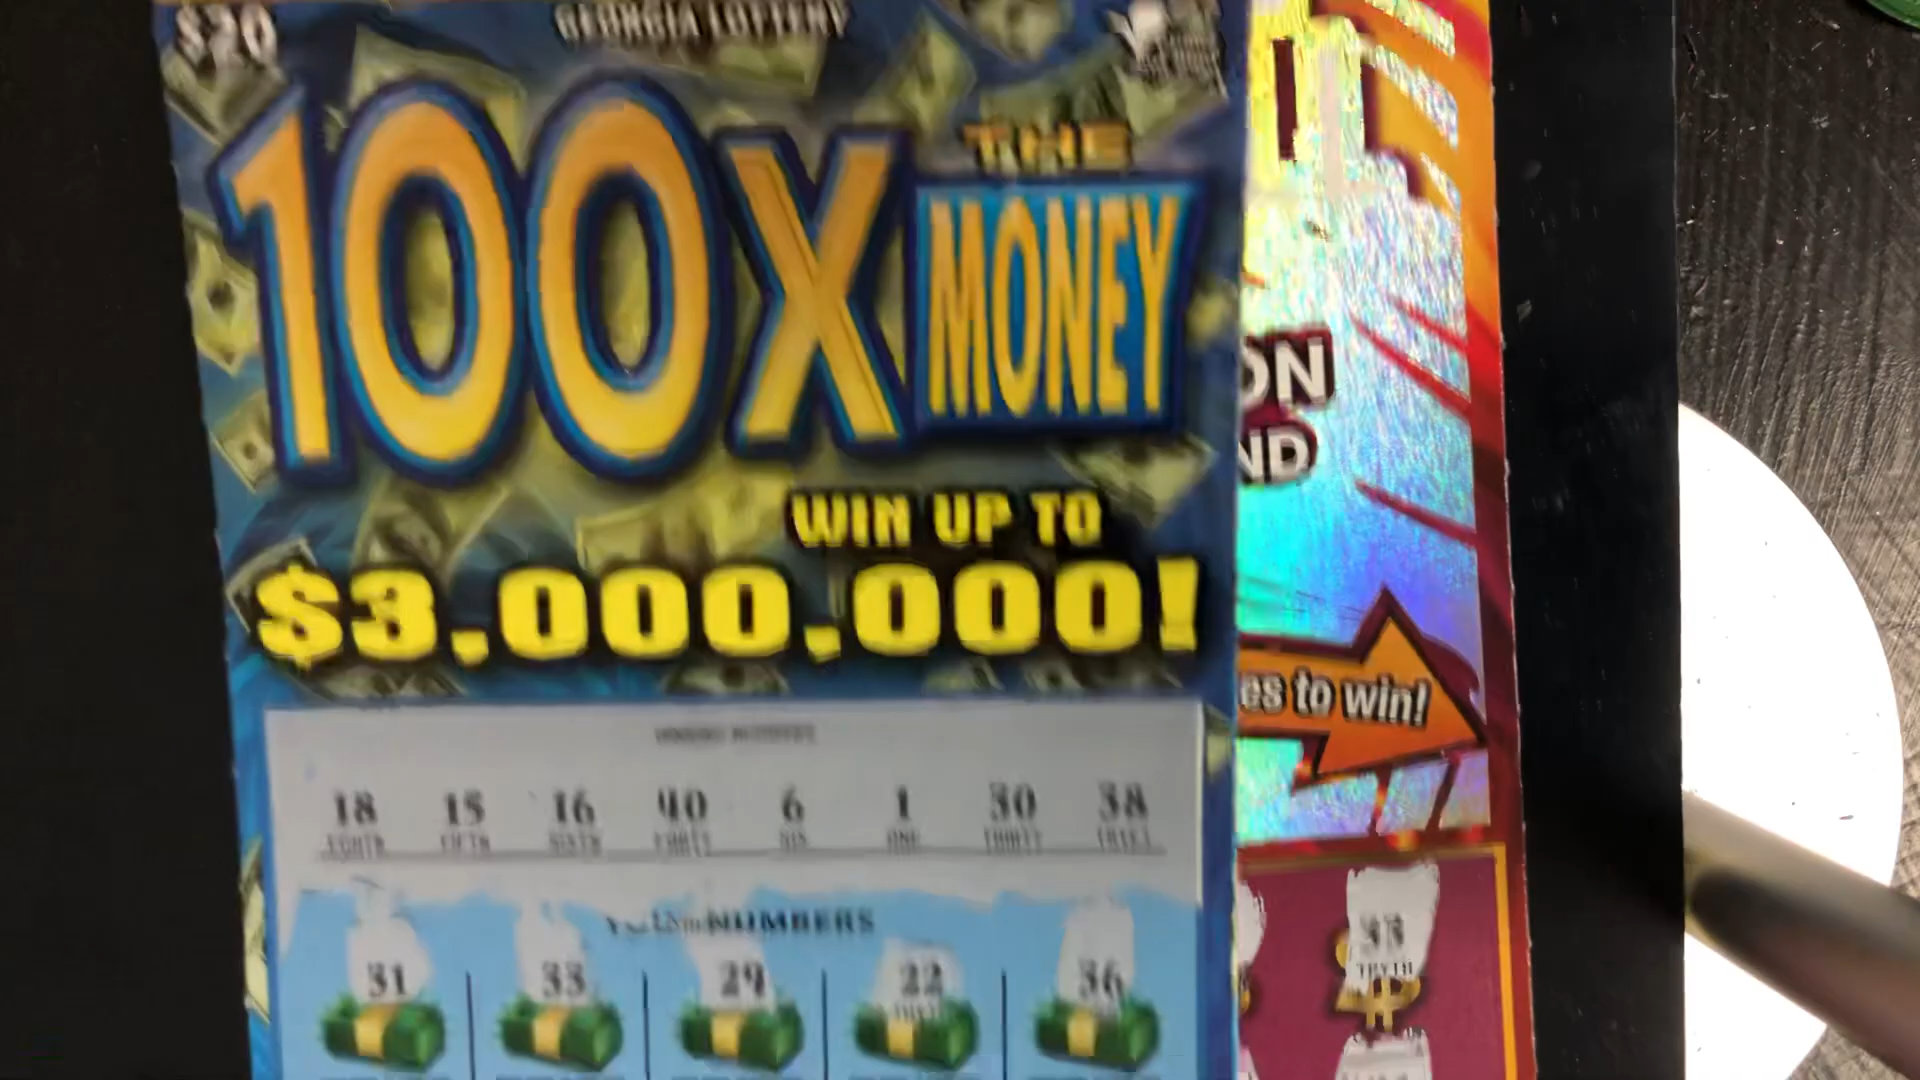 $20
GEORGIA LOTTERY
100X THE MONEY
WIN UP TO
$3,000,000!
18 15 16 40 6 1 30 38
NUMBERS
31 33 29 22 36
ON
ND
es to win!
33